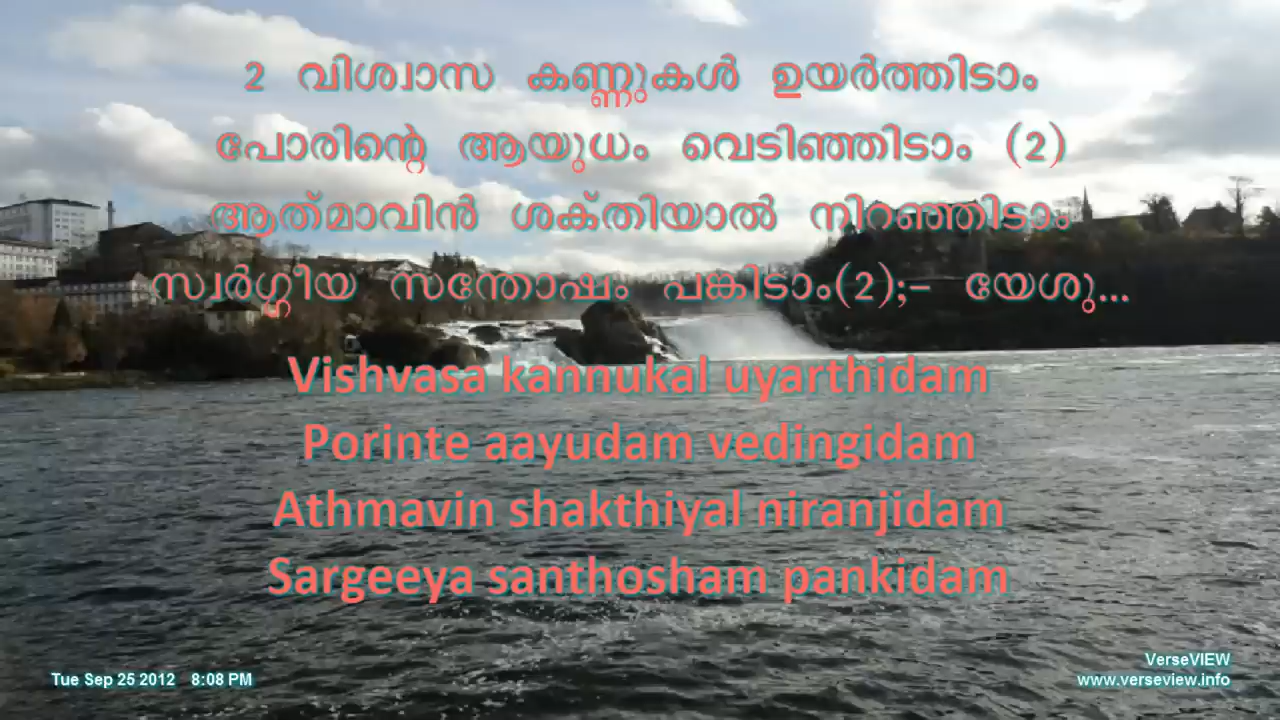 2 വിശ്വാസ കണ്ണുകൾ ഉയർത്തിടാം
പോരിന്റെ ആയുധം വെടിഞ്ഞിടാം (2)
ആത്മാവിൻ ശക്തിയാൽ നിറഞ്ഞിടാം
സ്വർഗ്ഗീയ സന്തോഷം പങ്കിടാം(2);- യേശു...
Vishvasa kannukal uyarthidam
Porinte aayudam vedingidam
Athmavin shakthiyal niranjidam
Sargeeya santhosham pankidam
Tue Sep 25 2012 8:08 PM
VerseVIEW
www.verseview.info